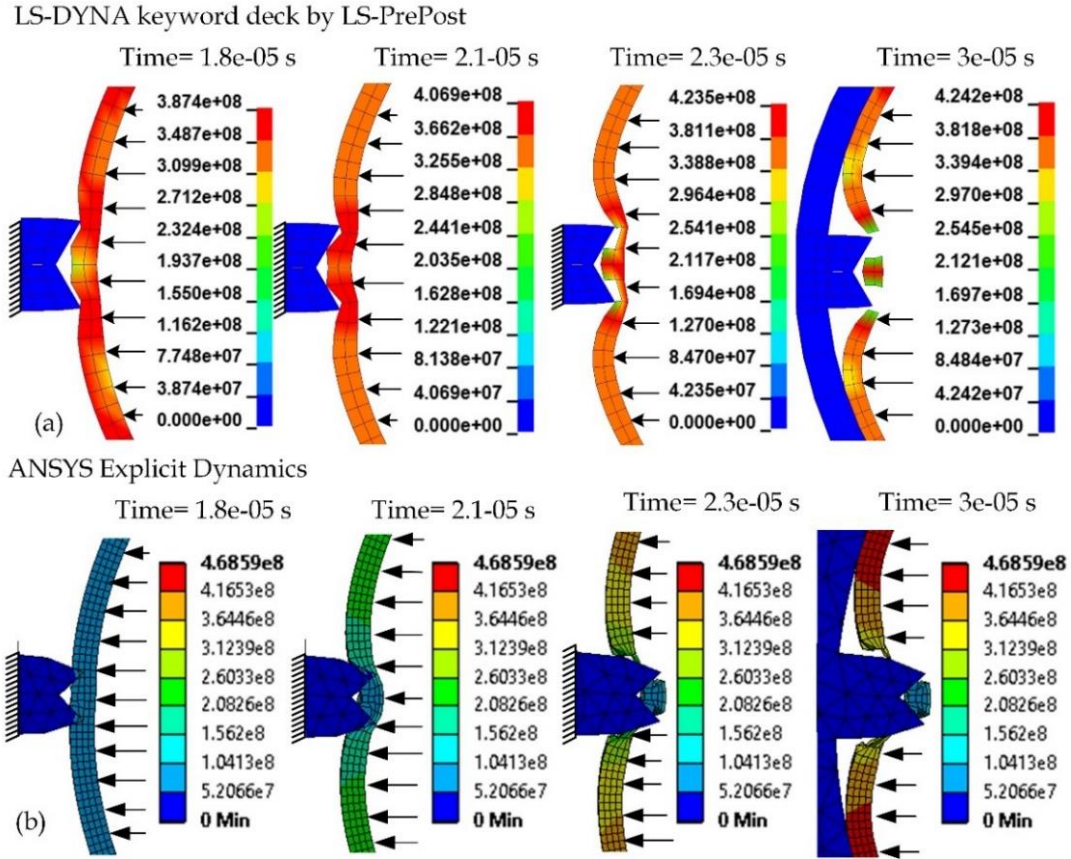 LS-DYNA keyword deck by LS-PrePost
Time= 1.8e-05 s
Time= 2.1-05 s
Time= 2.3e-05 s
Time= 3e-05 s
3.874e+08
3.487e+08
3.099e+08
2.712e+08
2.324e+08
1.937e+08
1.550e+08
1.162e+08
7.748e+07
3.874e+07
0.000e+00
4.069e+08
3.662e+08
3.255e+08
2.848e+08
2.441e+08
2.035e+08
1.628e+08
1.221e+08
8.138e+07
4.069e+07
0.000e+00
4.235e+08
3.811e+08
3.388e+08
2.964e+08
2.541e+08
2.117e+08
1.694e+08
1.270e+08
8.470e+07
4.235e+07
0.000e+00
4.242e+08
3.818e+08
3.394e+08
2.970e+08
2.545e+08
2.121e+08
1.697e+08
1.273e+08
8.484e+07
4.242e+07
0.000e+00
(a)
ANSYS Explicit Dynamics
Time= 1.8e-05 s
Time= 2.1-05 s
Time= 2.3e-05 s
Time= 3e-05 s
4.6859e8
4.1653e8
3.6446e8
3.1239e8
2.6033e8
2.0826e8
1.562e8
1.0413e8
5.2066e7
0 Min
4.6859e8
4.1653e8
3.6446e8
3.1239e8
2.6033e8
2.0826e8
1.562e8
1.0413e8
5.2066e7
0 Min
4.6859e8
4.1653e8
3.6446e8
3.1239e8
2.6033e8
2.0826e8
1.562e8
1.0413e8
5.2066e7
0 Min
4.6859e8
4.1653e8
3.6446e8
3.1239e8
2.6033e8
2.0826e8
1.562e8
1.0413e8
5.2066e7
0 Min
(b)